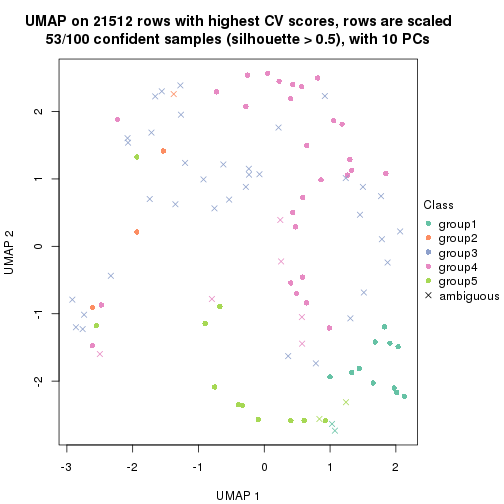 UMAP on 21512 rows with highest CV scores, rows are scaled
53/100 confident samples (silhouette > 0.5), with 10 PCs
2
1
0
-1
-2
UMAP 2
-3
-2
-1
0
1
2
UMAP 1
Class
group1
group2
group3
group4
group5
ambiguous